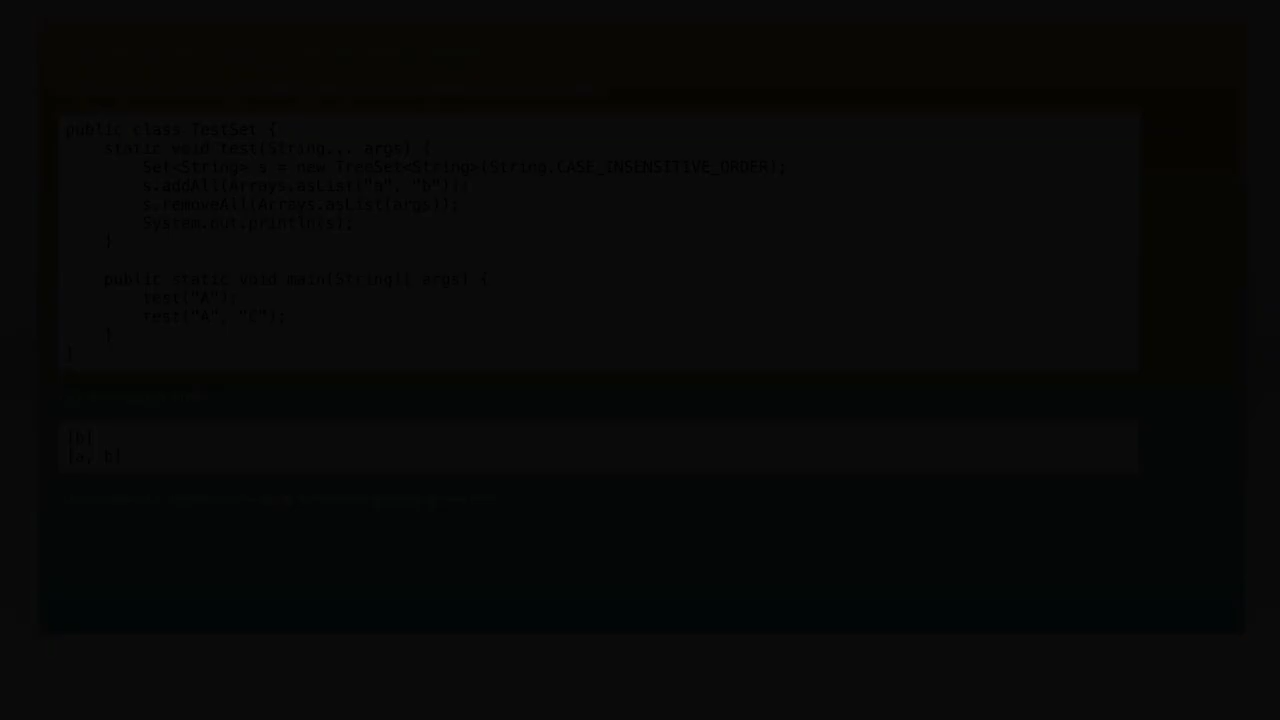 public class TestSet {
    static void test(String... args) {
        Set<String> s = new TreeSet<String>(String.CASE_INSENSITIVE_ORDER);
        s.addAll(Arrays.asList("a", "b"));
        s.removeAll(Arrays.asList(args));
        System.out.println(s);
    }
    public static void main(String[] args) {
        test("A");
        test("A", "C");
    }
}
[b]
[a, b]